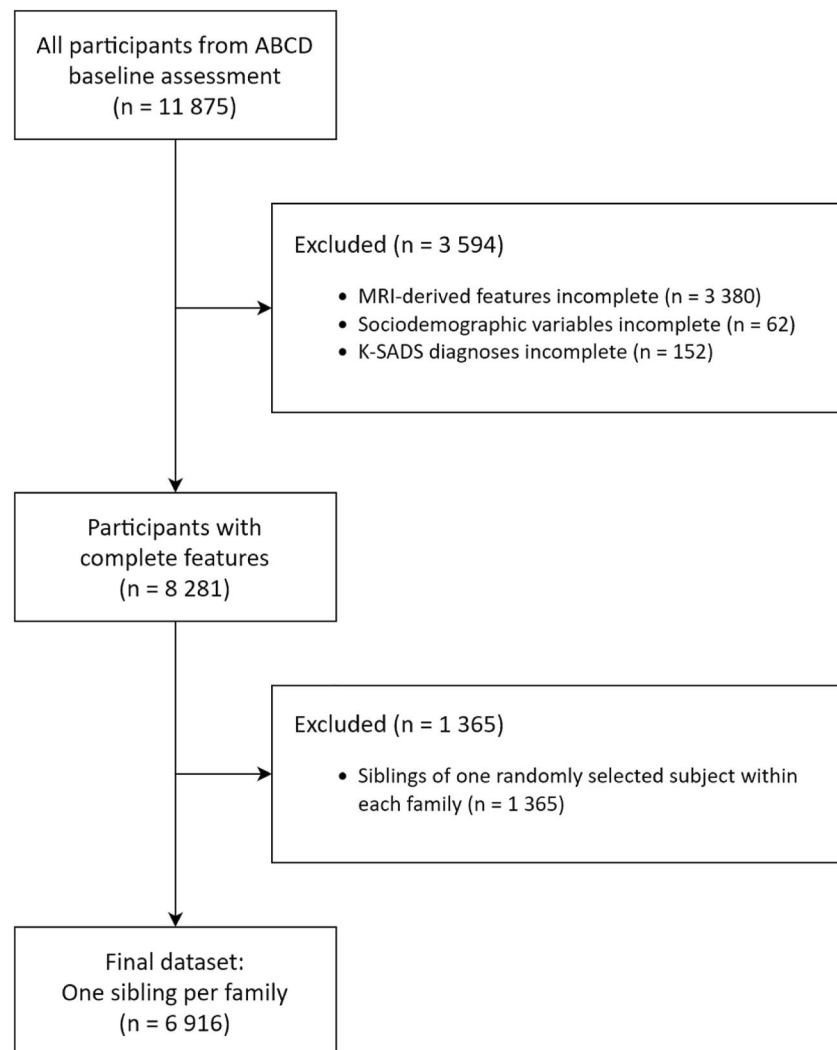 All participants from ABCD
baseline assessment
(n = 11 875)
Excluded (n = 3 594)
• MRI-derived features incomplete (n = 3 380)
• Sociodemographic variables incomplete (n = 62)
• K-SADS diagnoses incomplete (n = 152)
Participants with
complete features
(n = 8 281)
Excluded (n = 1 365)
• Siblings of one randomly selected subject within
each family (n = 1 365)
Final dataset:
One sibling per family
(n = 6 916)